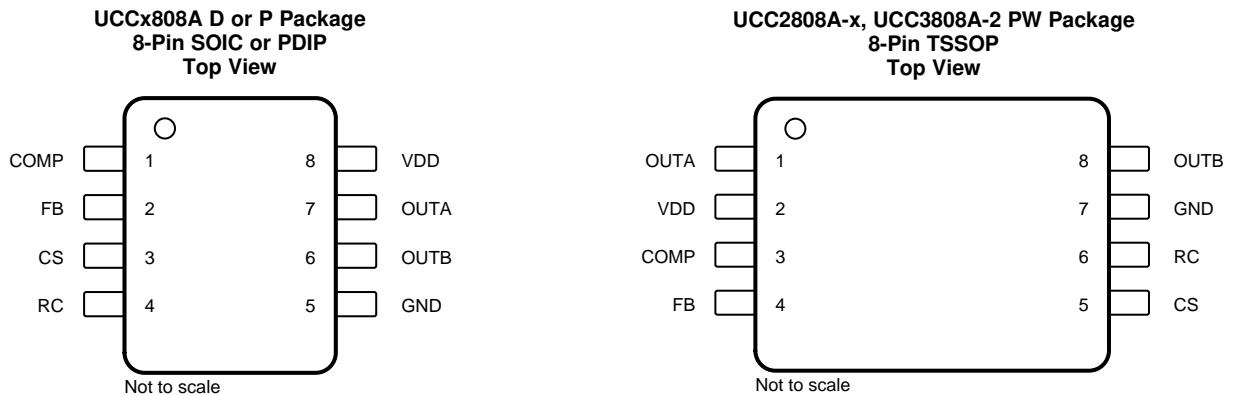 UCCx808A D or P Package
8-Pin SOIC or PDIP
Top View
COMP 1 8 VDD
FB 2 7 OUTA
CS 3 6 OUTB
RC 4 5 GND
Not to scale
UCC2808A-x, UCC3808A-2 PW Package
8-Pin TSSOP
Top View
OUTA 1 8 OUTB
VDD 2 7 GND
COMP 3 6 RC
FB 4 5 CS
Not to scale